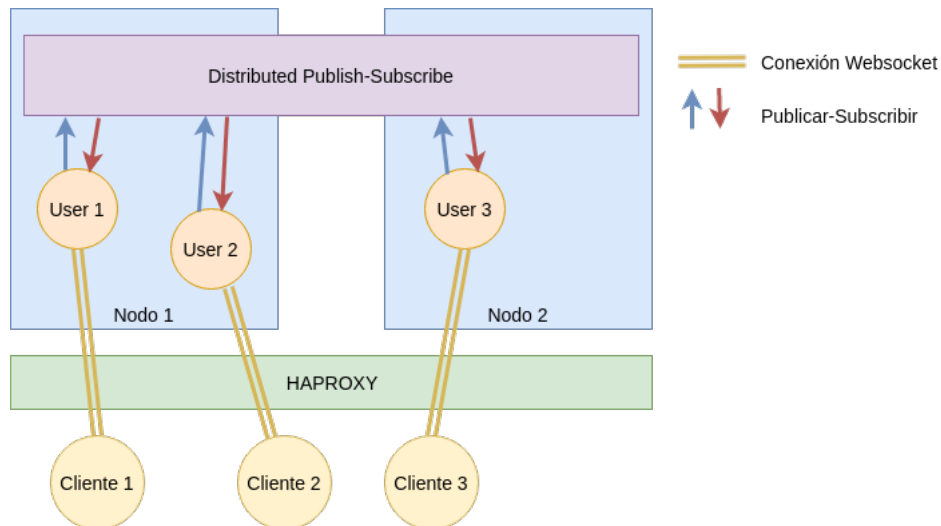 Distributed Publish-Subscribe
Conexión Websocket
Publicar-Subscribir
User 1
User 2
User 3
Nodo 1
Nodo 2
HAPROXY
Cliente 1
Cliente 2
Cliente 3